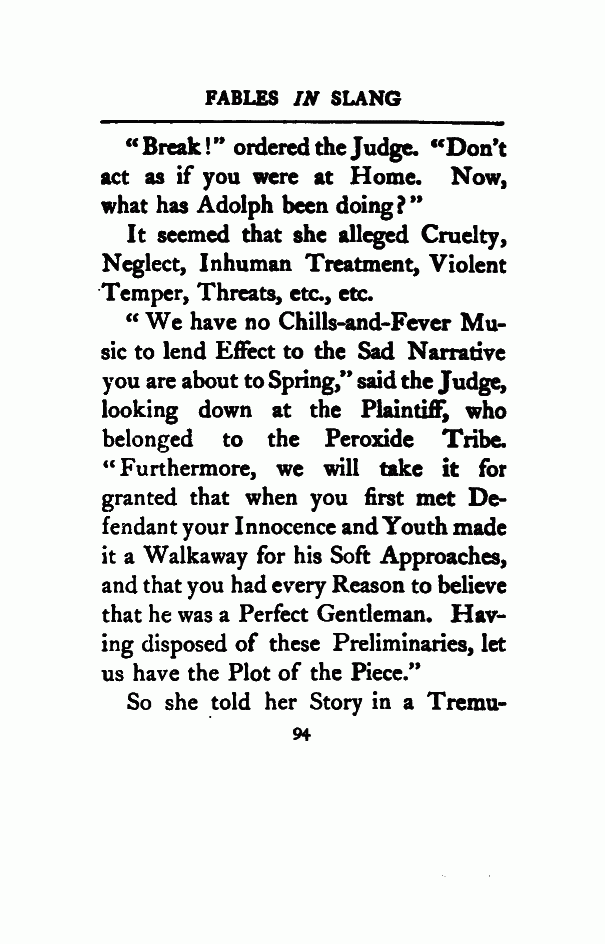 FABLES IN SLANG
“Break!” ordered the Judge. “Don’t
act as if you were at Home. Now,
what has Adolph been doing?”
It seemed that she alleged Cruelty,
Neglect, Inhuman Treatment, Violent
Temper, Threats, etc., etc.
“We have no Chills-and-Fever Mu-
sic to lend Effect to the Sad Narrative
you are about to Spring,” said the Judge,
looking down at the Plaintiff, who
belonged to the Peroxide Tribe.
“Furthermore, we will take it for
granted that when you first met De-
fendant your Innocence and Youth made
it a Walkaway for his Soft Approaches,
and that you had every Reason to believe
that he was a Perfect Gentleman. Hav-
ing disposed of these Preliminaries, let
us have the Plot of the Piece.”
So she told her Story in a Tremu-
94